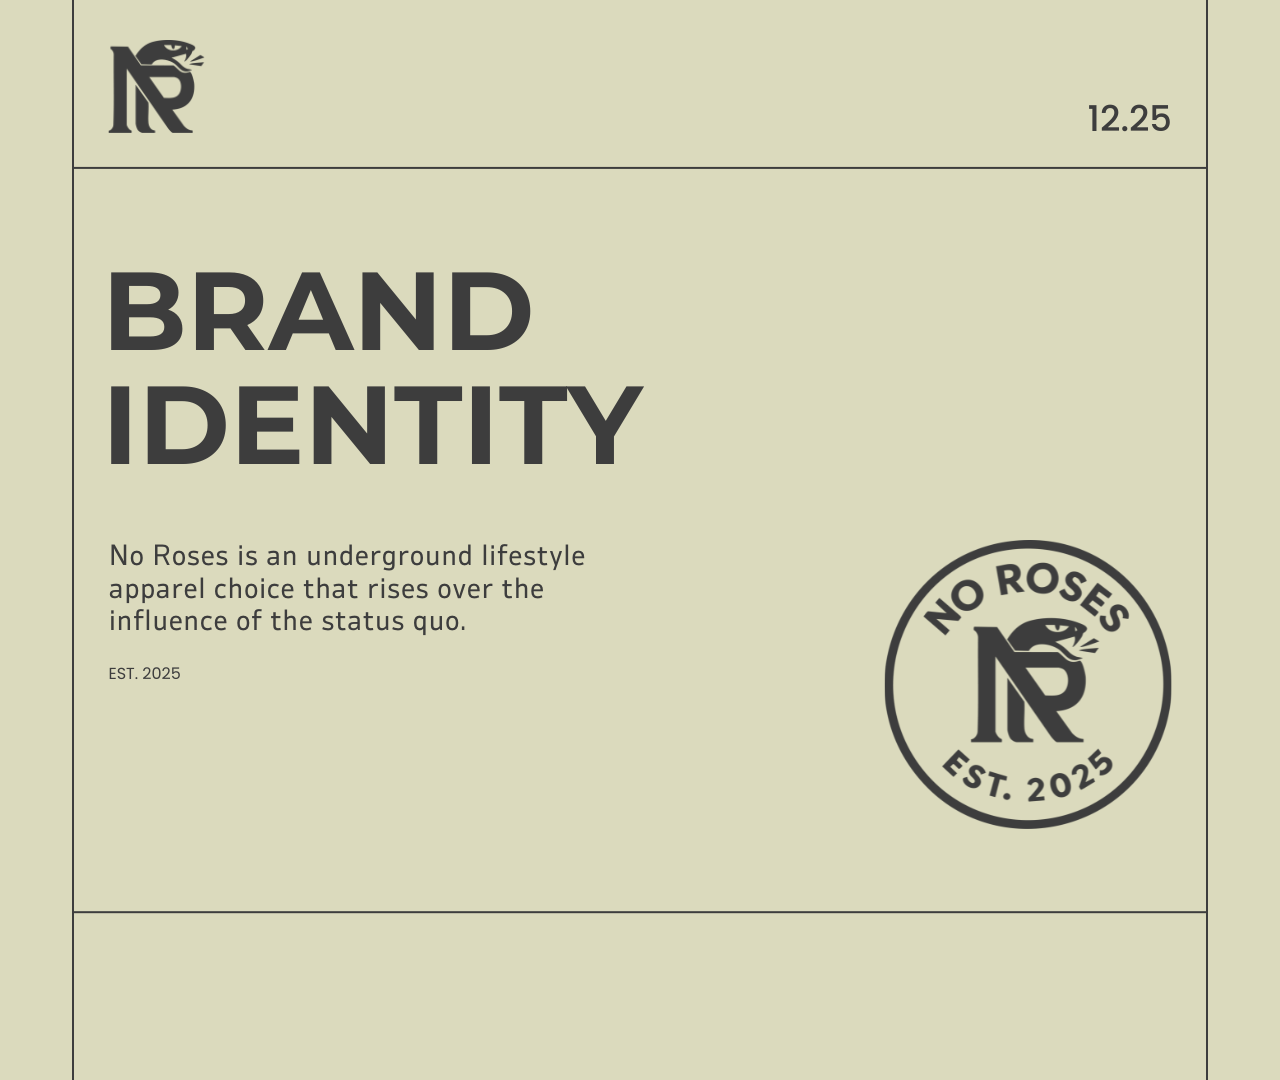 NR
12.25
BRAND
IDENTITY
No Roses is an underground lifestyle
apparel choice that rises over the
influence of the status quo.
EST. 2025
NO ROSES
NR
EST. 2025